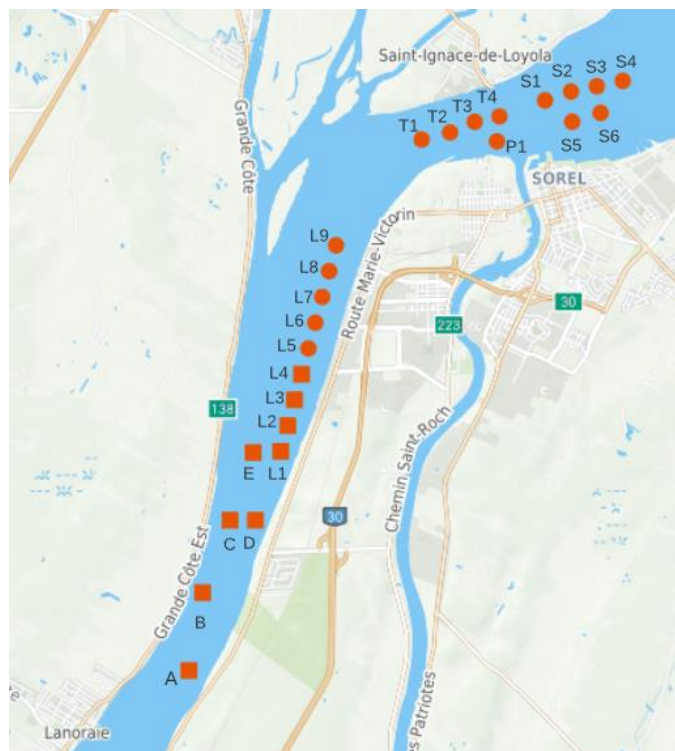 Saint-Ignace-de-Loyola
S4
S3
S2
S1
T4
T3
T2
T1
S6
S5
P1
Grande Côte
SOREL
Route Marie-Victorin
L9
L8
L7
30
L6
223
L5
L4
138
L3
L2
E
L1
Chemin Saint-Roch
30
C
D
Grande Côte Est
B
A
Lanoraie
es Patriotes